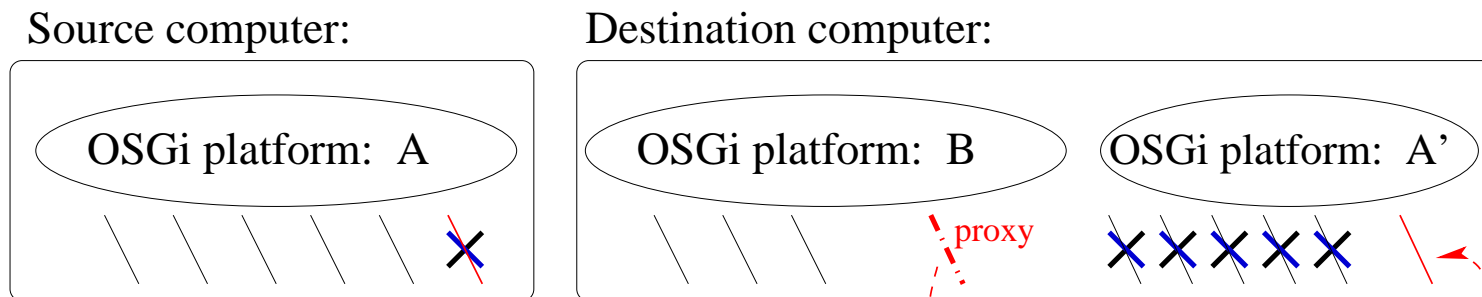 Source computer:
Destination computer:
OSGi platform: A
OSGi platform: B
OSGi platform: A’
proxy